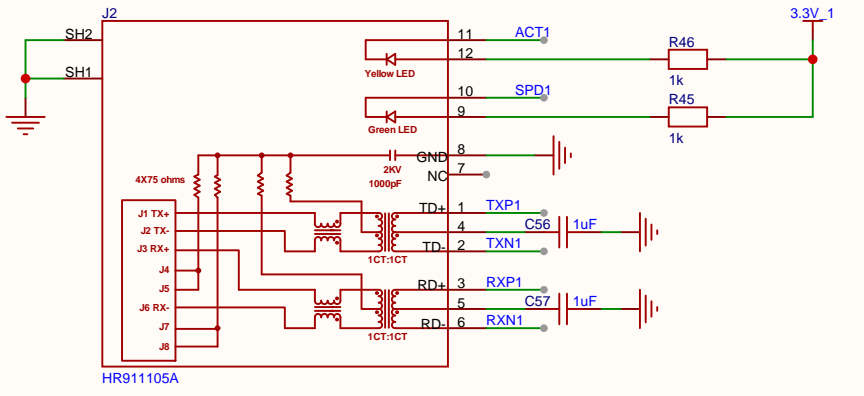 J2
3.3V_1
SH2
11
ACT1
12
R46
Yellow LED
SH1
1k
10
SPD1
9
R45
Green LED
1k
GND
8
2KV
1000pF
NC
7
4X75 ohms
TD+
1
TXP1
J1 TX+
4
C56
1uF
J2 TX-
TD-
2
TXN1
J3 RX+
1CT:1CT
J4
J5
RD+
3
RXP1
5
C57
1uF
J6 RX-
RD-
6
RXN1
J7
1CT:1CT
J8
HR911105A